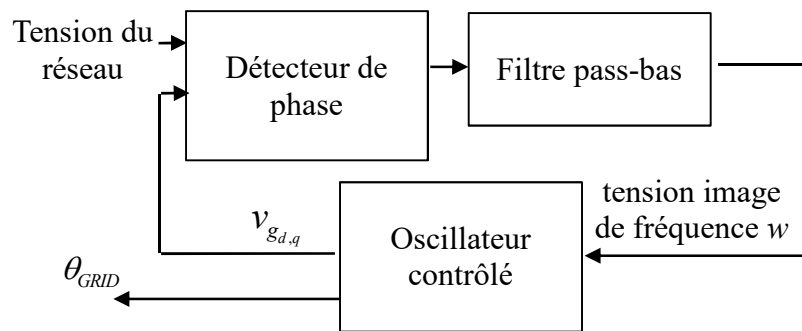 Tension du
réseau
Détecteur de
phase
Filtre pass-bas
tension image
de fréquence w
v_{g_{d,q}}
Oscillateur
contrôlé
θ_{GRID}